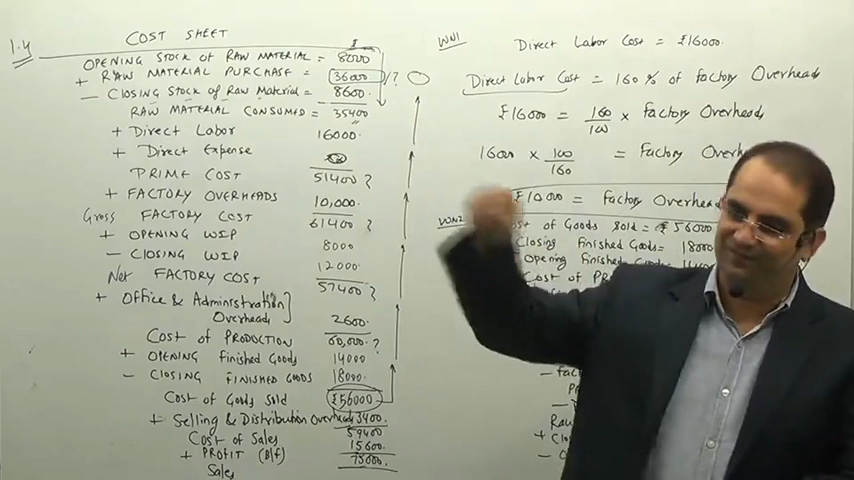 1.4
COST SHEET
OPENING STOCK of RAW MATERIAL = 8000
+ RAW MATERIAL PURCHASE = 36000 ?
- CLOSING STOCK of RAW Material = 8600
RAW MATERIAL CONSUMED = 35400
+ Direct Labor 16000
+ Direct Expense
PRIME COST 51400 ?
+ FACTORY OVERHEADS 10,000
Gross FACTORY COST 61400 ?
+ OPENING WIP 8000
- CLOSING WIP 12000
Net FACTORY COST 57400 ?
+ Office & Administration
Overheads 2600
Cost of PRODUCTION 60,000 ?
+ OPENING Finished Goods 14000
- CLOSING FINISHED GOODS 18000
Cost of Goods Sold £56000
+ Selling & Distribution Overhead 3400
Cost of Sales 59400
+ PROFIT (B/f) 15600
Sales 75000
WN1
Direct Labor Cost = £16000
Direct Labor Cost = 160% of factory Overheads
£16000 = 160/100 x factory Overheads
16000 x 100/160 = Factory
£10,000 = factory Overheads
WN2
Cost of Goods Sold = £56000
Closing Finished Goods = 18000
Opening finished Goods =
Cost of